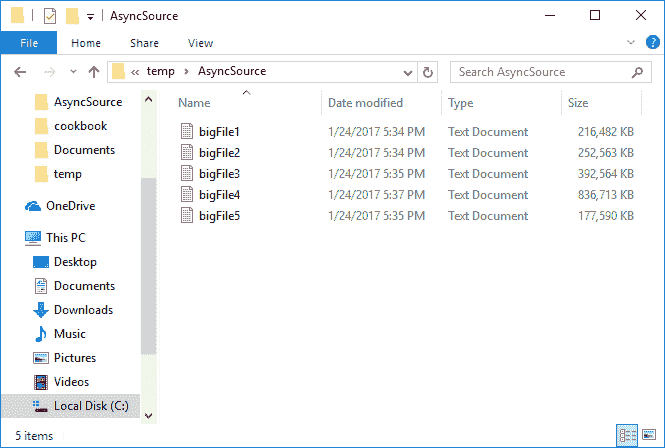 AsyncSource
File Home Share View
« temp > AsyncSource Search AsyncSource
AsyncSource
cookbook
Documents
temp
OneDrive
This PC
Desktop
Documents
Downloads
Music
Pictures
Videos
Local Disk (C:)
Name Date modified Type Size
bigFile1 1/24/2017 5:34 PM Text Document 216,482 KB
bigFile2 1/24/2017 5:34 PM Text Document 252,563 KB
bigFile3 1/24/2017 5:35 PM Text Document 392,564 KB
bigFile4 1/24/2017 5:37 PM Text Document 836,713 KB
bigFile5 1/24/2017 5:35 PM Text Document 177,590 KB
5 items